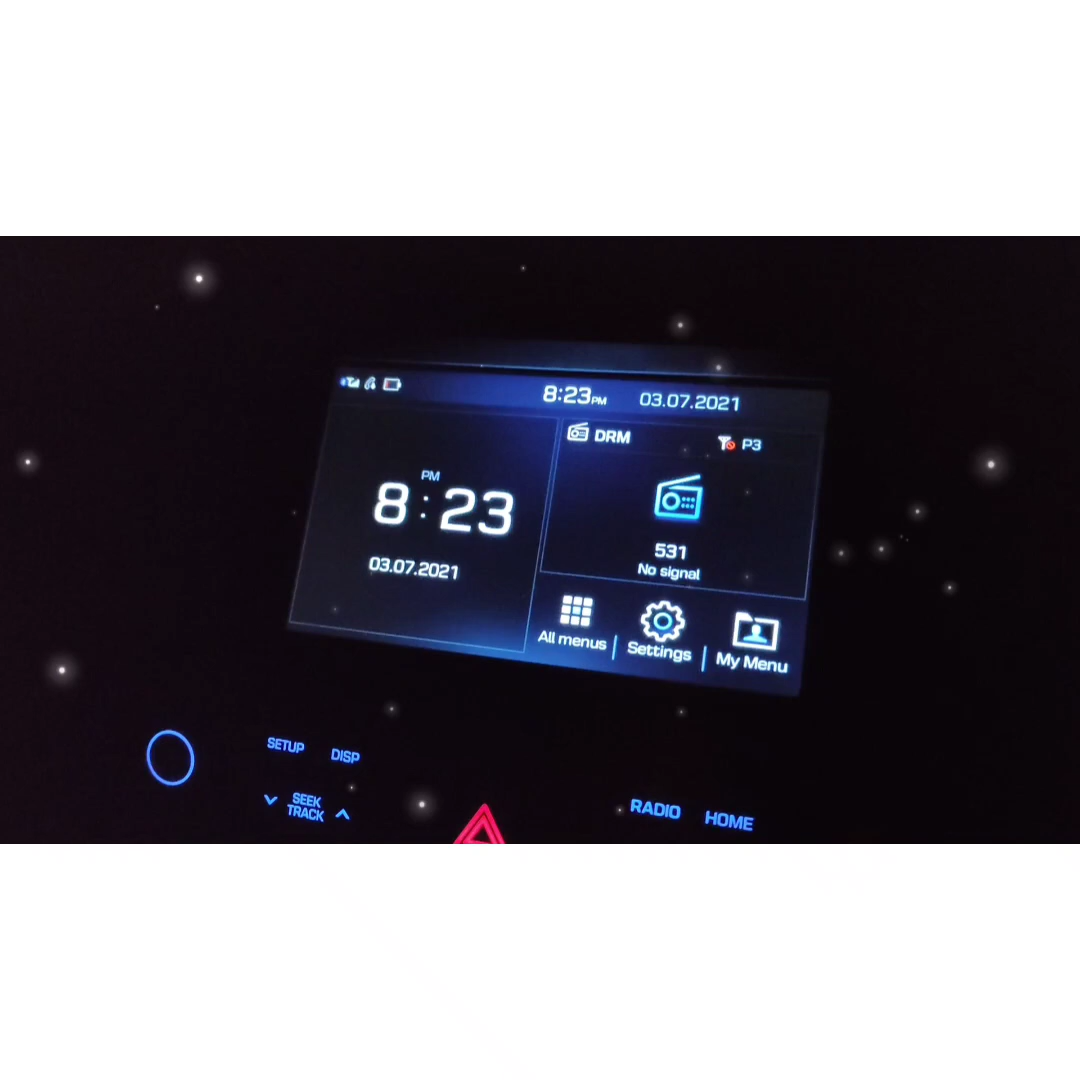 8:23PM 03.07.2021
DRM P3
PM
8:23
531
03.07.2021
No signal
All menus
Settings
My Menu
SETUP DISP
SEEK
TRACK
RADIO HOME